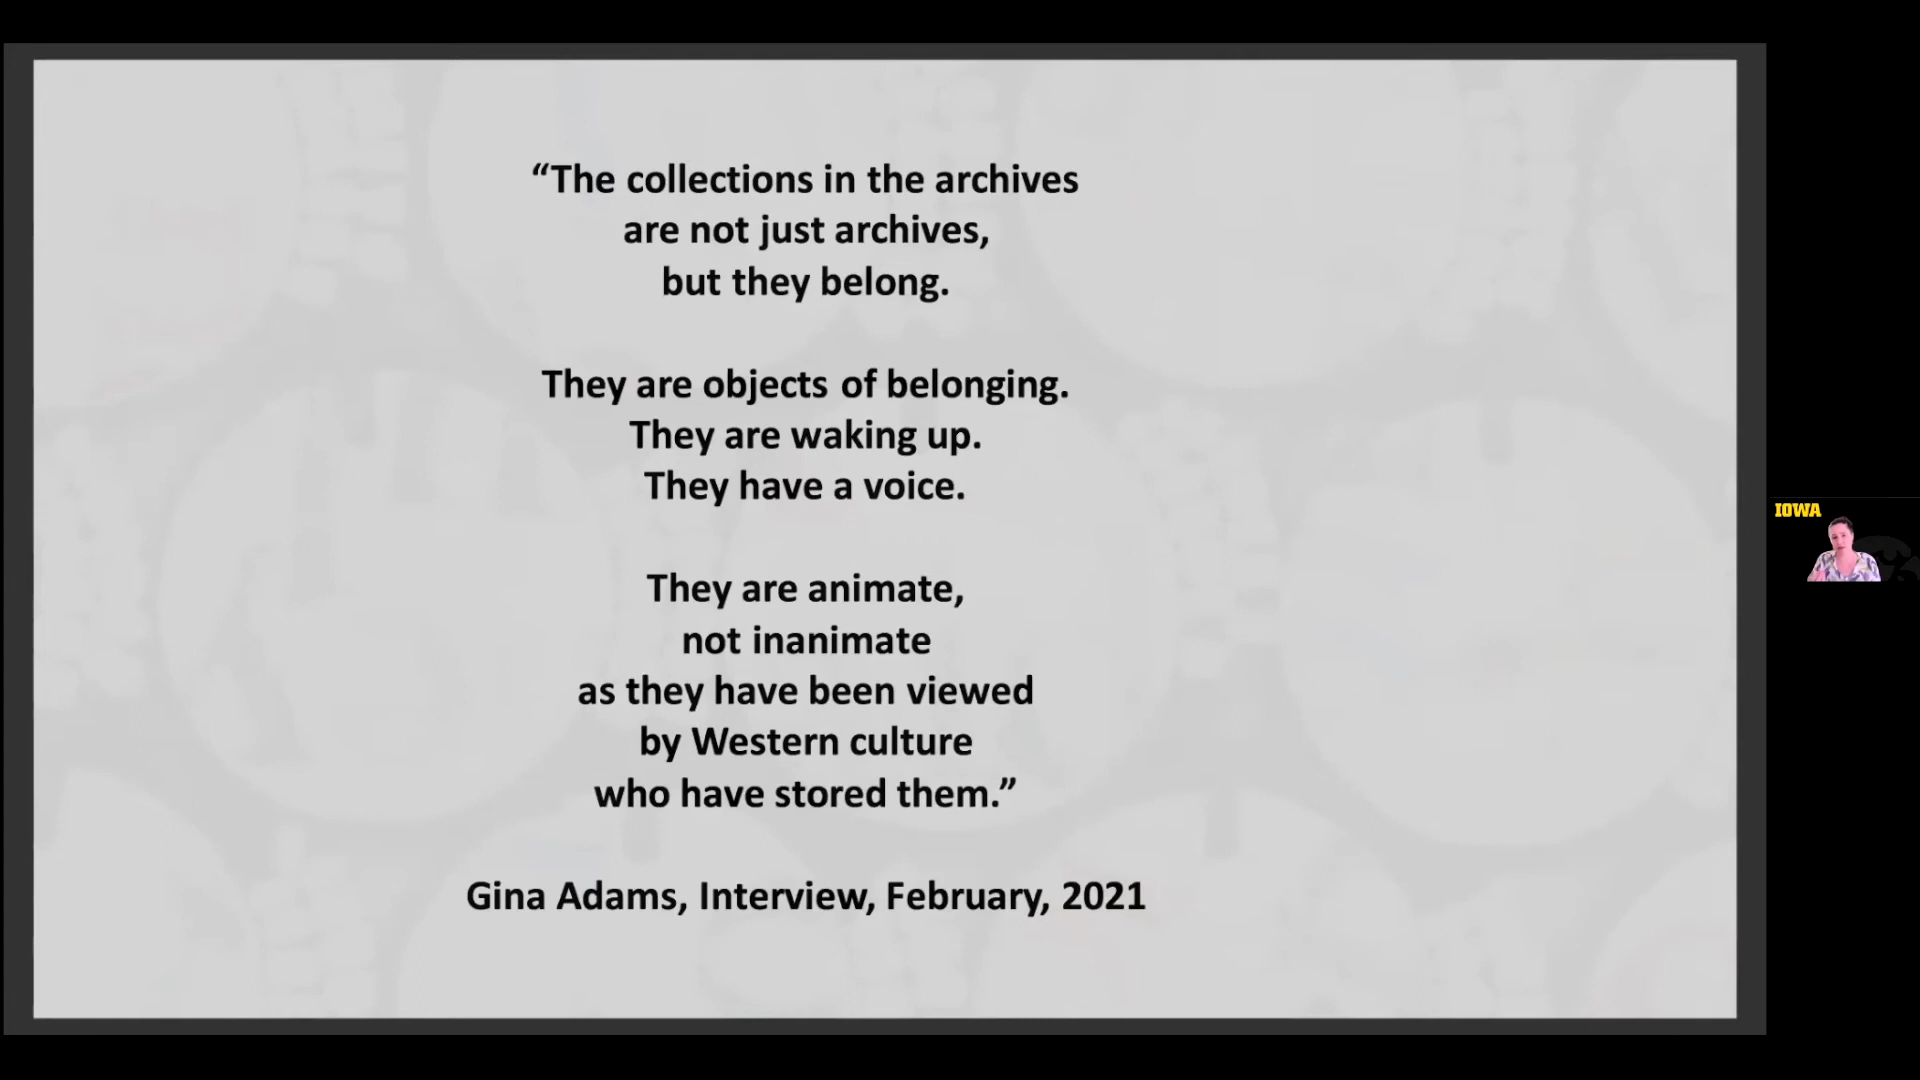 “The collections in the archives
are not just archives,
but they belong.
They are objects of belonging.
They are waking up.
They have a voice.
They are animate,
not inanimate
as they have been viewed
by Western culture
who have stored them.”
Gina Adams, Interview, February, 2021
IOWA